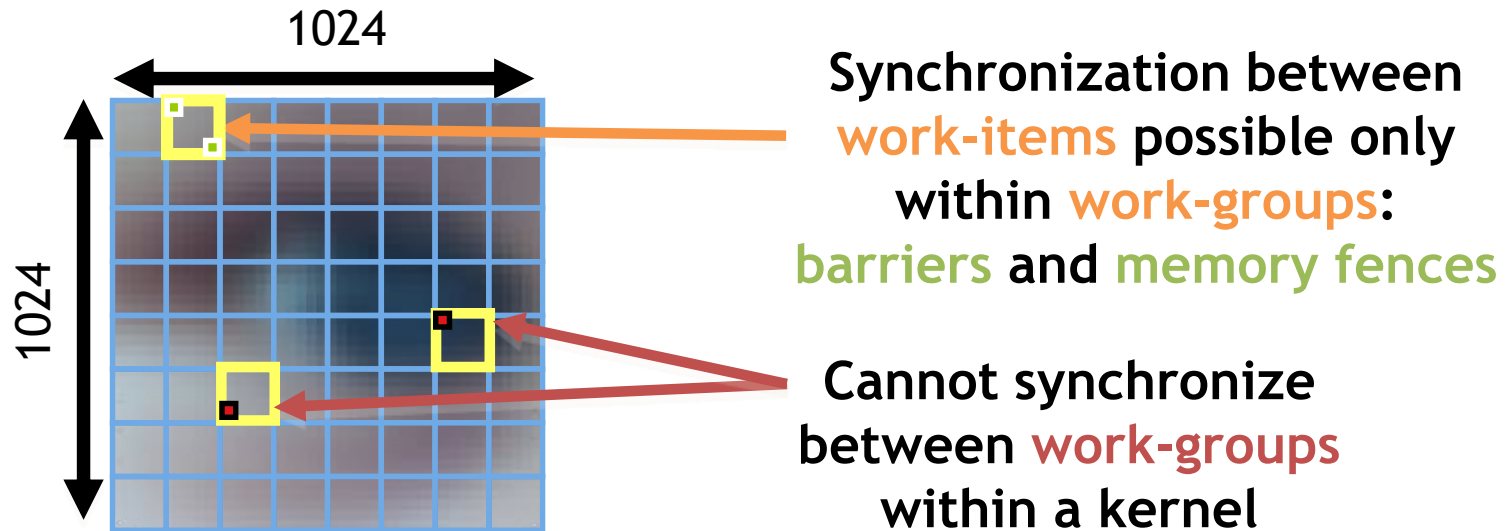 1024
1024
Synchronization between
work-items possible only
within work-groups:
barriers and memory fences
Cannot synchronize
between work-groups
within a kernel